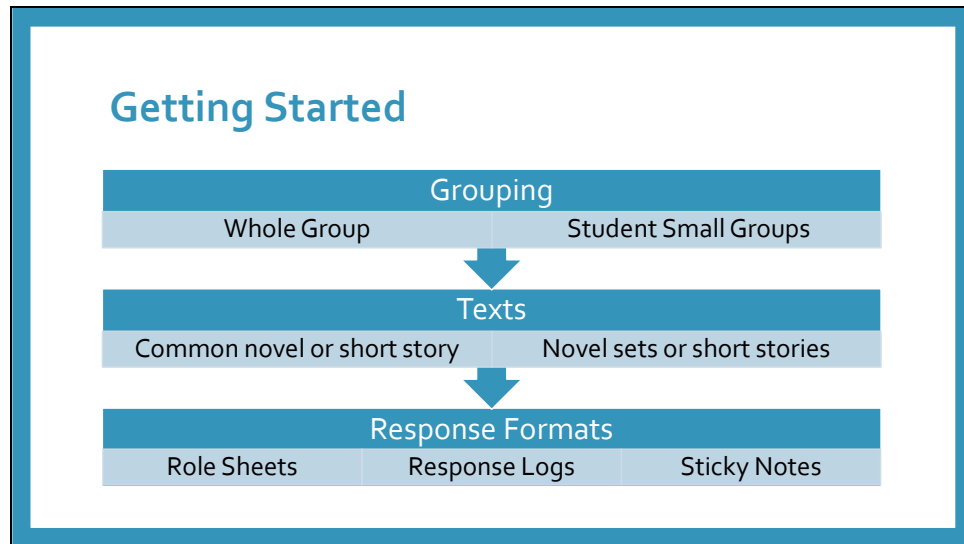 Getting Started
Grouping
Whole Group Student Small Groups
Texts
Common novel or short story Novel sets or short stories
Response Formats
Role Sheets Response Logs Sticky Notes